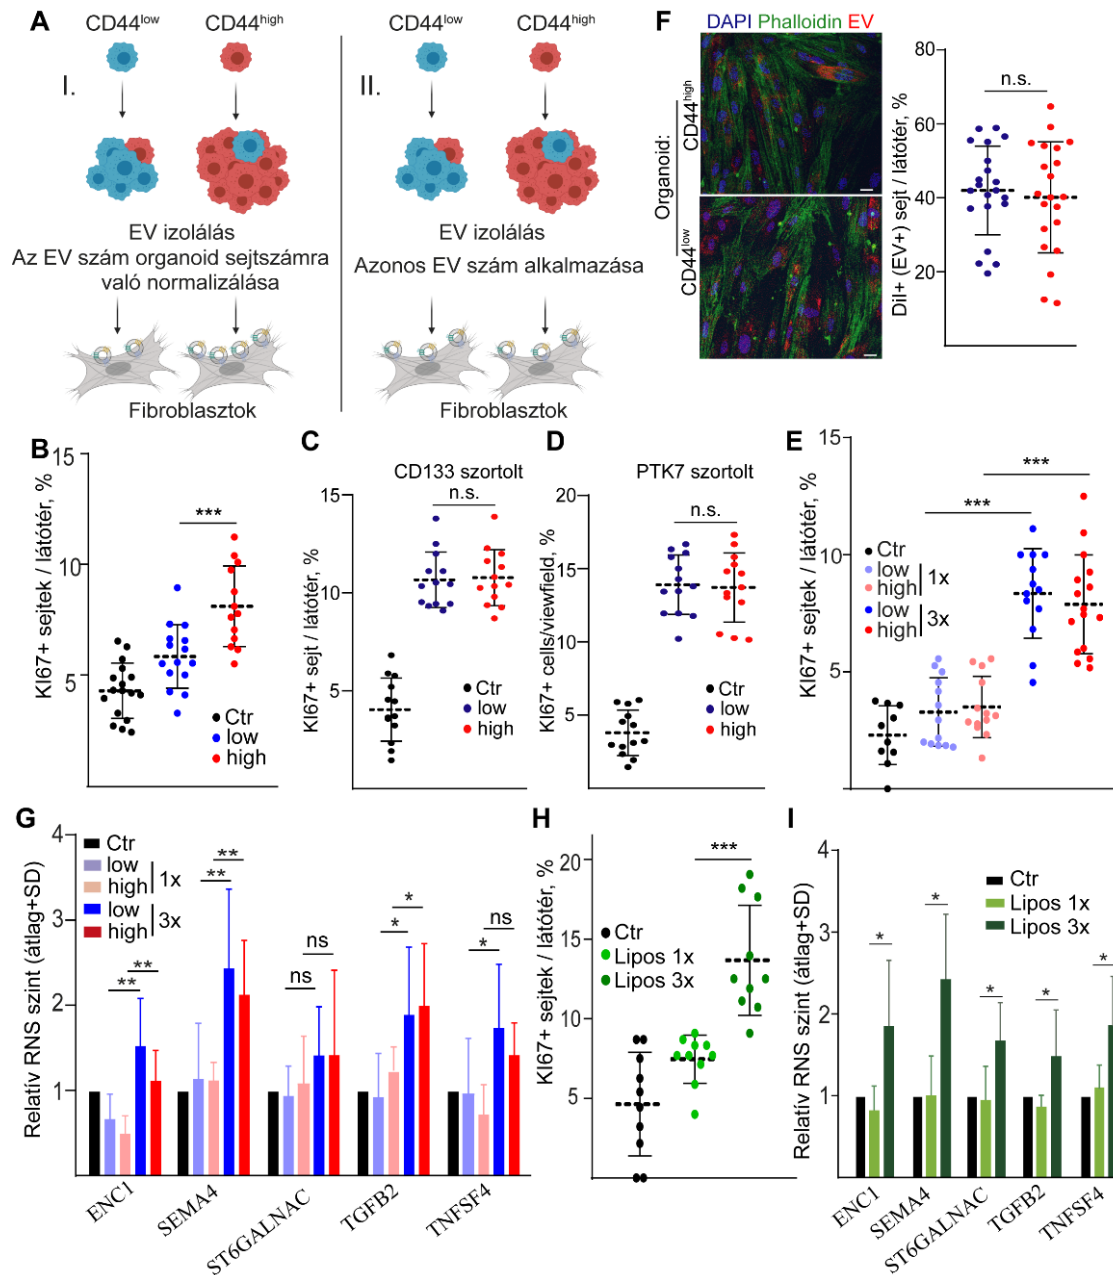 A
CD44low CD44high
I.
EV izolálás
Az EV szám organoid sejtszámra
való normalizálása
Fibroblasztok
CD44low CD44high
II.
EV izolálás
Azonos EV szám alkalmazása
Fibroblasztok
F
DAPI Phalloidin EV
Organoid:
CD44high
CD44low
DiI+ (EV+) sejt / látótér, %
80
60
40
20
n.s.
B
KI67+ sejtek / látótér, %
15
10
5
***
Ctr
low
high
C
CD133 szortolt
KI67+ sejt / látótér, %
15
10
5
n.s.
Ctr
low
high
D
PTK7 szortolt
KI67+ cells/viewfield, %
20
15
10
5
n.s.
Ctr
low
high
E
KI67+ sejtek / látótér, %
15
10
5
***
***
Ctr
low
high
1x
low
high
3x
G
Relatív RNS szint (átlag+SD)
4
3
2
1
Ctr
low
high
1x
low
high
3x
**
**
**
**
ns
ns
*
*
*
ns
ENC1
SEMA4
ST6GALNAC
TGFB2
TNFSF4
H
KI67+ sejtek / látótér, %
20
15
10
5
***
Ctr
Lipos 1x
Lipos 3x
I
Relatív RNS szint (átlag+SD)
4
3
2
1
Ctr
Lipos 1x
Lipos 3x
*
*
*
*
*
ENC1
SEMA4
ST6GALNAC
TGFB2
TNFSF4